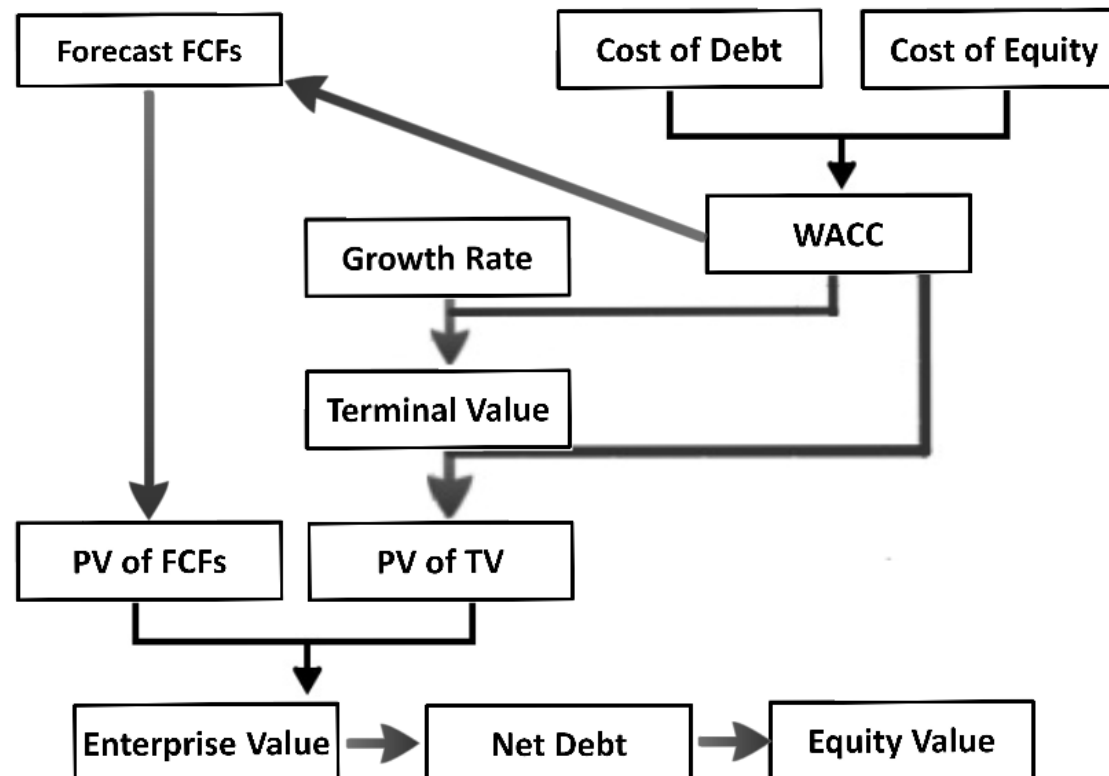 Forecast FCFs
Cost of Debt
Cost of Equity
WACC
Growth Rate
Terminal Value
PV of FCFs
PV of TV
Enterprise Value
Net Debt
Equity Value